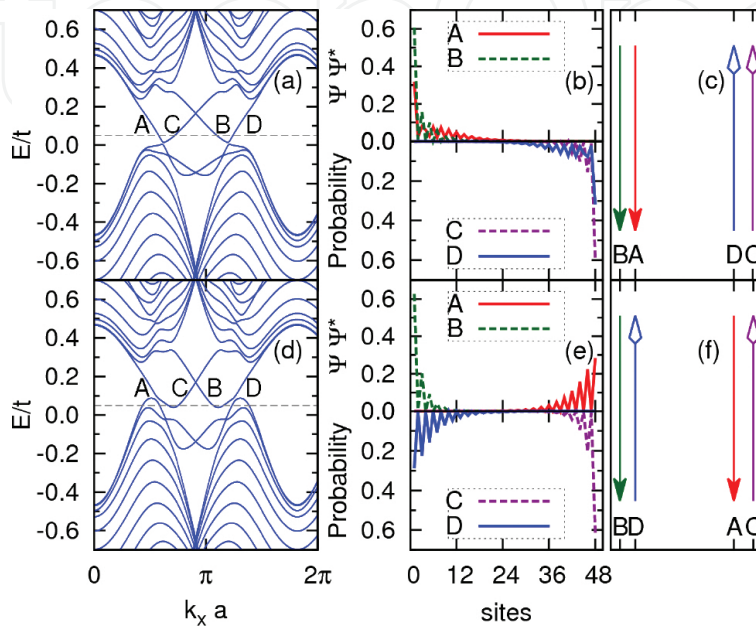 0.6
0.4
0.2
0.0
-0.2
-0.4
-0.6
E/t
A C B D
(a)
Ψ Ψ*
Probability
0.6
0.4
0.2
0.0
0.2
0.4
0.6
A
B
(b)
C
D
(c)
BA
DC
0.6
0.4
0.2
0.0
-0.2
-0.4
-0.6
E/t
A C B D
(d)
0 π 2π
kₓ a
Ψ Ψ*
Probability
0.6
0.4
0.2
0.0
0.2
0.4
0.6
A
B
(e)
C
D
0 12 24 36 48
sites
(f)
BD
AC